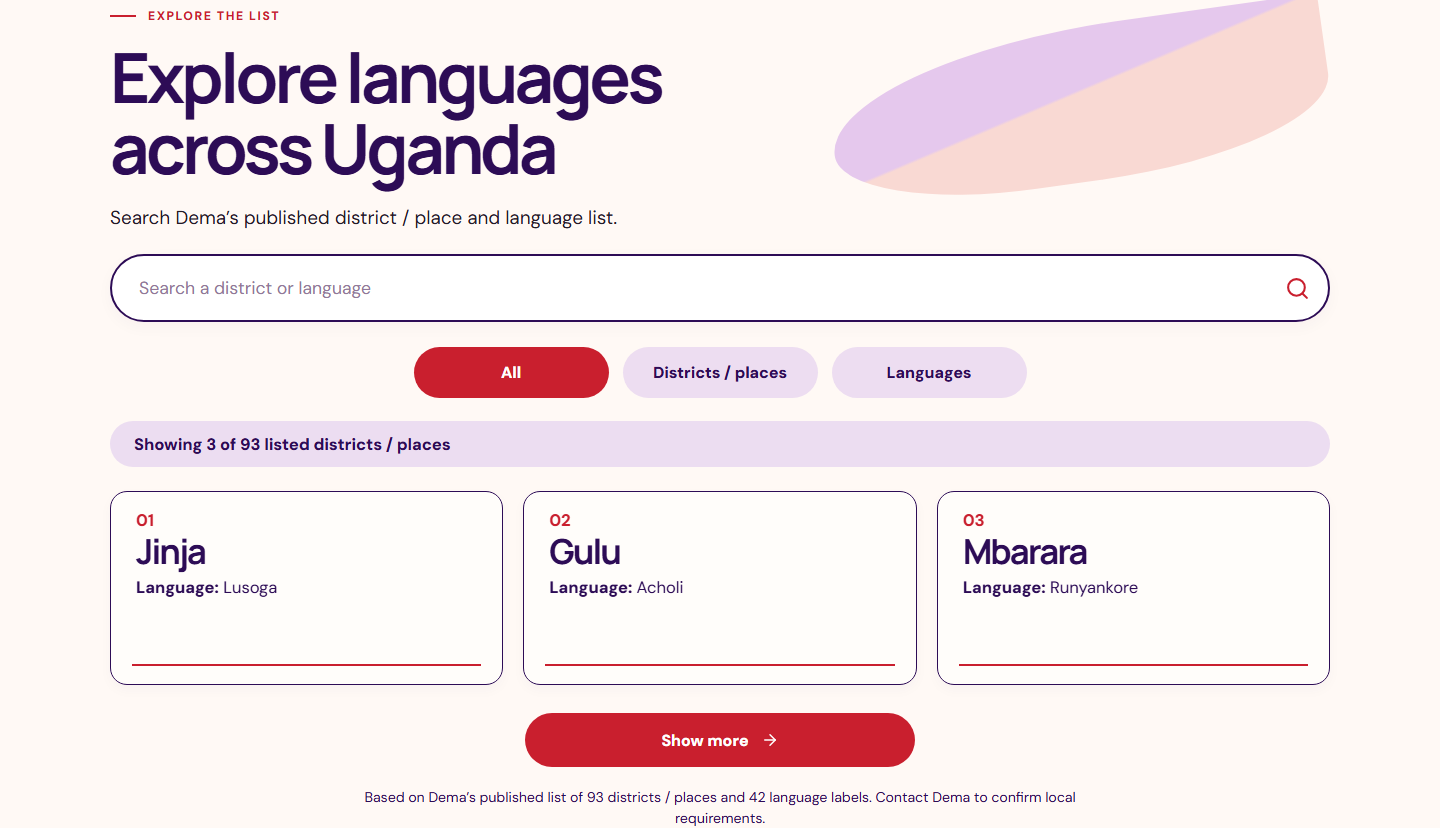 EXPLORE THE LIST
Explore languages
across Uganda
Search Dema’s published district / place and language list.
Search a district or language
All
Districts / places
Languages
Showing 3 of 93 listed districts / places
01
Jinja
Language: Lusoga
02
Gulu
Language: Acholi
03
Mbarara
Language: Runyankore
Show more
Based on Dema’s published list of 93 districts / places and 42 language labels. Contact Dema to confirm local
requirements.